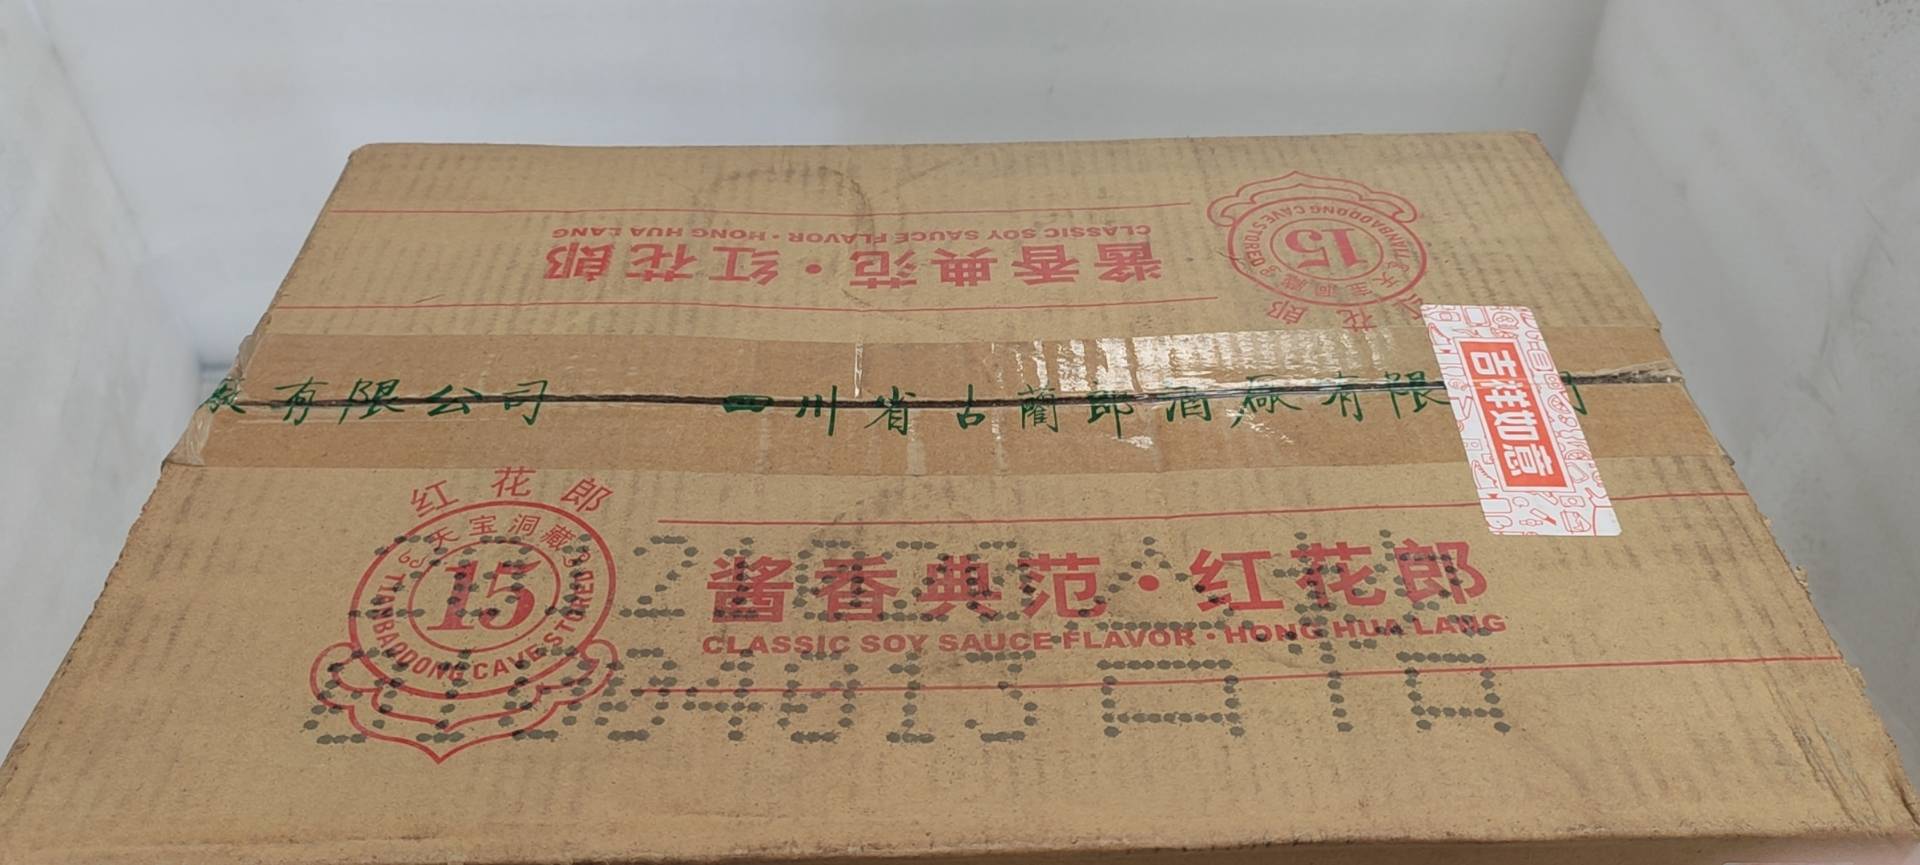 酱香典范·红花郎
CLASSIC SOY SAUCE FLAVOR · HONG HUA LANG
红花郎
天宝洞藏
15
TIANBAODONG CAVE STORED
有限公司 四川省古蔺郎酒厂有限
吉祥如意
红花郎
天宝洞藏
15
TIANBAODONG CAVE STORED
酱香典范·红花郎
CLASSIC SOY SAUCE FLAVOR · HONG HUA LANG